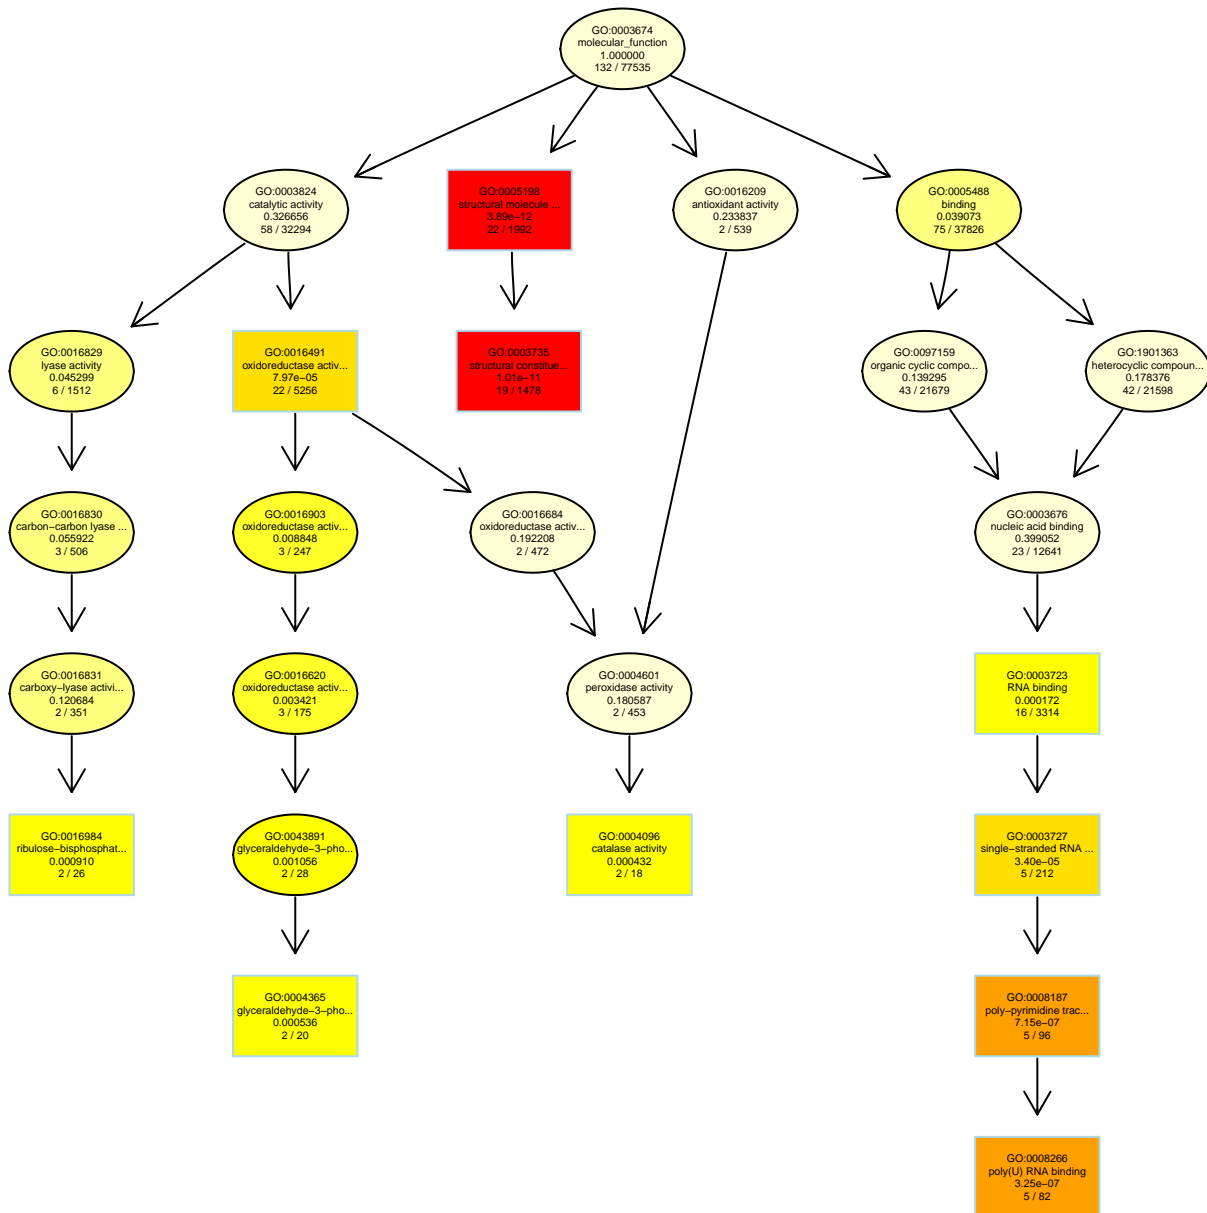 GO:0003674
molecular_function
1.000000
132 / 77535
GO:0003824
catalytic activity
0.326656
58 / 32294
GO:0005198
structural molecule ...
3.89e−12
22 / 1992
GO:0016209
antioxidant activity
0.233837
2 / 539
GO:0005488
binding
0.039073
75 / 37826
GO:0016829
lyase activity
0.045299
6 / 1512
GO:0016491
oxidoreductase activ...
7.97e−05
22 / 5256
GO:0003735
structural constitue...
1.01e−11
19 / 1478
GO:0097159
organic cyclic compo...
0.139295
43 / 21679
GO:1901363
heterocyclic compoun...
0.178376
42 / 21598
GO:0016830
carbon−carbon lyase ...
0.055922
3 / 506
GO:0016903
oxidoreductase activ...
0.008848
3 / 247
GO:0016684
oxidoreductase activ...
0.192208
2 / 472
GO:0003676
nucleic acid binding
0.399052
23 / 12641
GO:0016831
carboxy−lyase activi...
0.120684
2 / 351
GO:0016620
oxidoreductase activ...
0.003421
3 / 175
GO:0004601
peroxidase activity
0.180587
2 / 453
GO:0003723
RNA binding
0.000172
16 / 3314
GO:0016984
ribulose−bisphosphat...
0.000910
2 / 26
GO:0043891
glyceraldehyde−3−pho...
0.001056
2 / 28
GO:0004096
catalase activity
0.000432
2 / 18
GO:0003727
single−stranded RNA ...
3.40e−05
5 / 212
GO:0004365
glyceraldehyde−3−pho...
0.000536
2 / 20
GO:0008187
poly−pyrimidine trac...
7.15e−07
5 / 96
GO:0008266
poly(U) RNA binding
3.25e−07
5 / 82